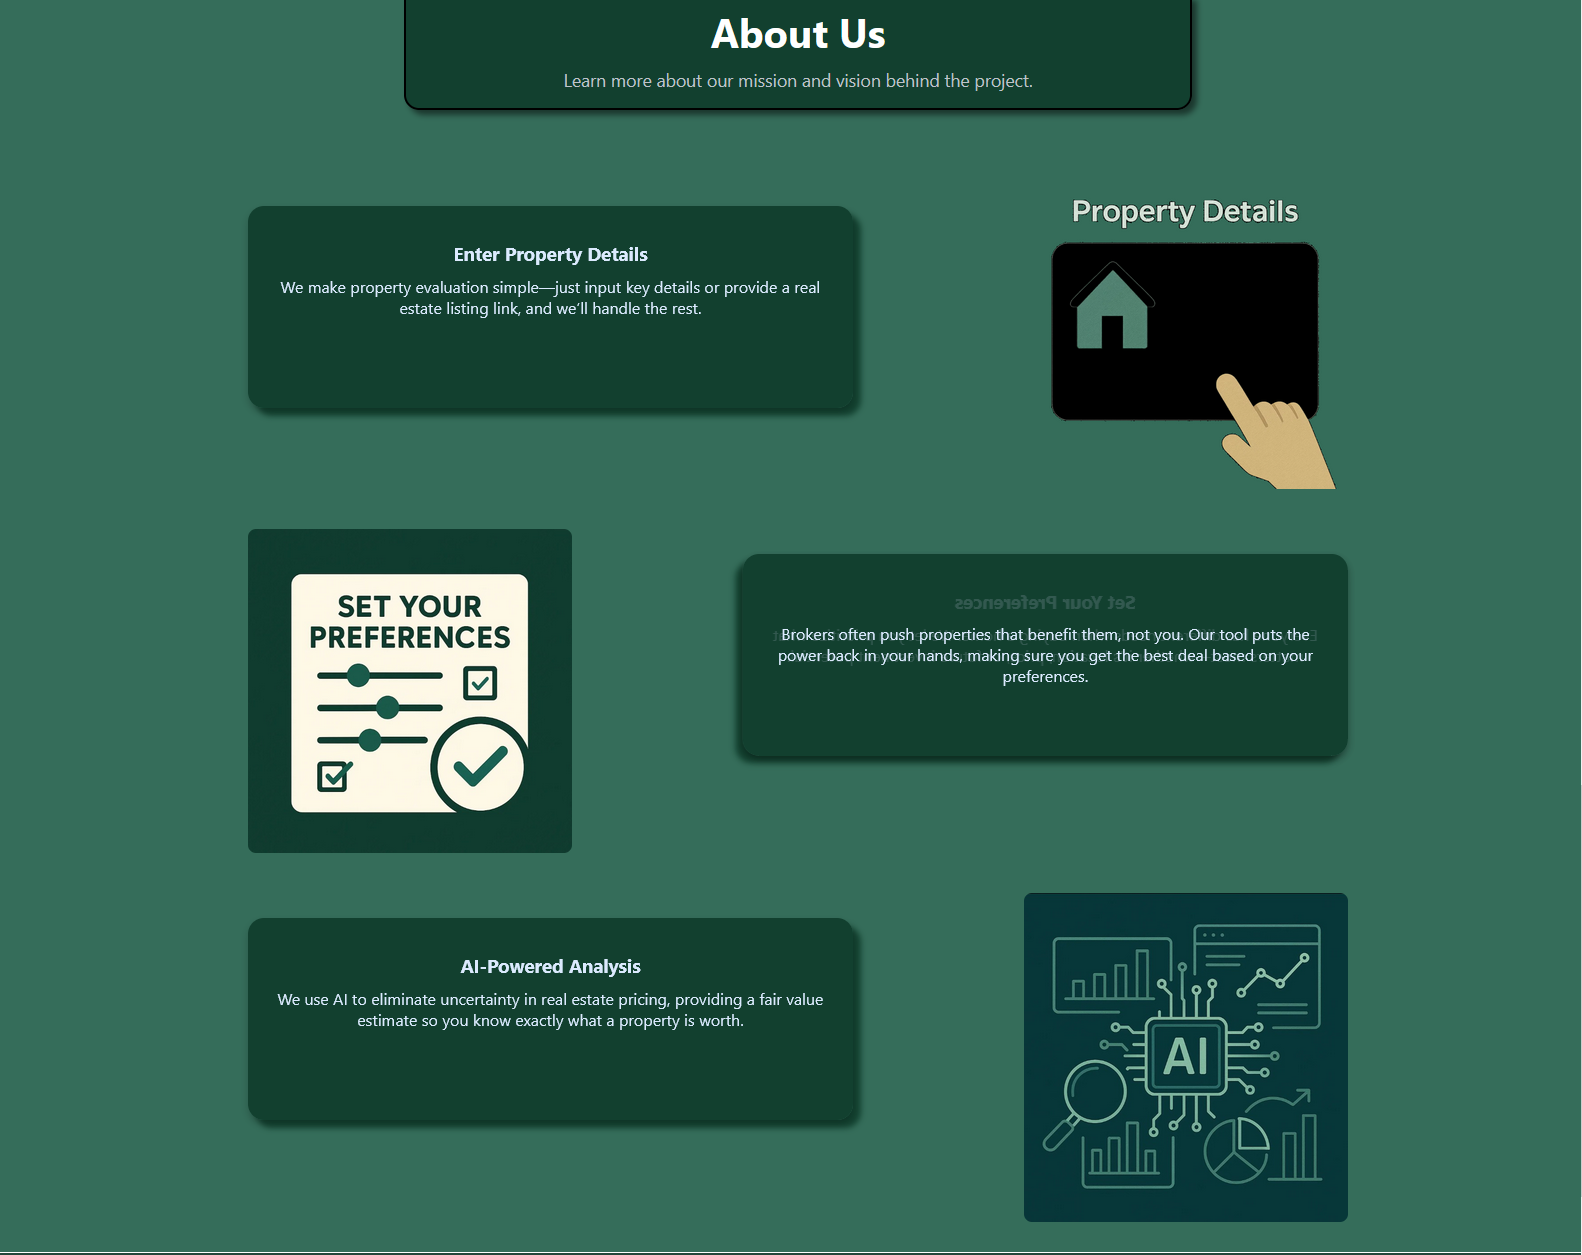 About Us
Learn more about our mission and vision behind the project.
Property Details
Enter Property Details
We make property evaluation simple—just input key details or provide a real
estate listing link, and we’ll handle the rest.
SET YOUR
PREFERENCES
Set Your Preferences
Brokers often push properties that benefit them, not you. Our tool puts the
power back in your hands, making sure you get the best deal based on your
preferences.
AI-Powered Analysis
We use AI to eliminate uncertainty in real estate pricing, providing a fair value
estimate so you know exactly what a property is worth.
AI